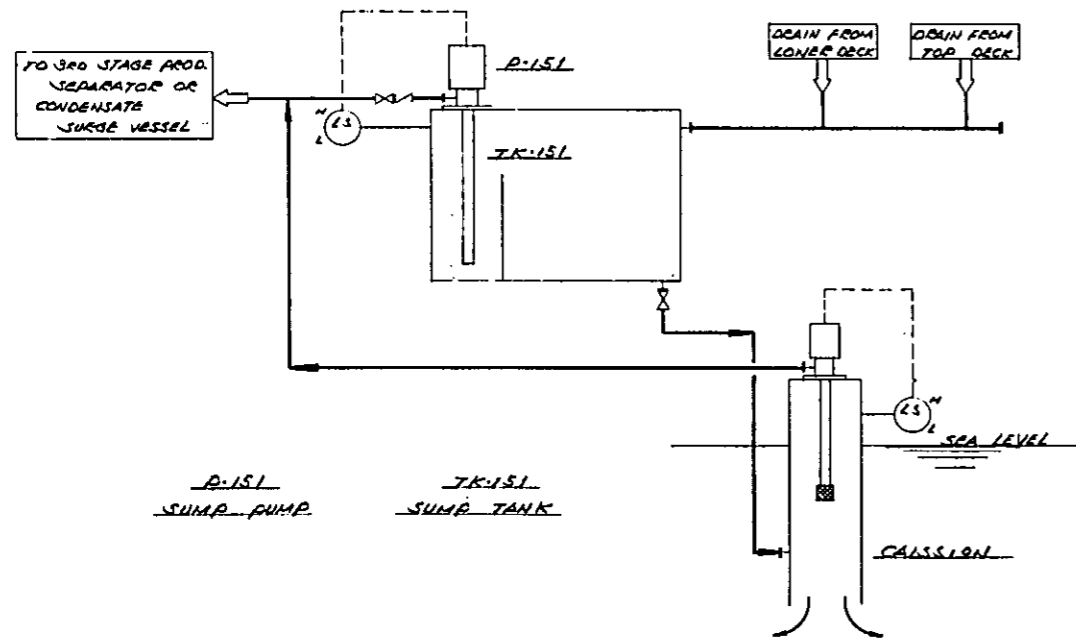 TO 3RD STAGE PROD.
SEPARATOR OR
CONDENSATE
SURGE VESSEL
P-151
DRAIN FROM
LOWER DECK
DRAIN FROM
TOP DECK
H
LS
L
TK-151
H
LS
L
SEA LEVEL
P-151
SUMP PUMP
TK-151
SUMP TANK
CAISSION